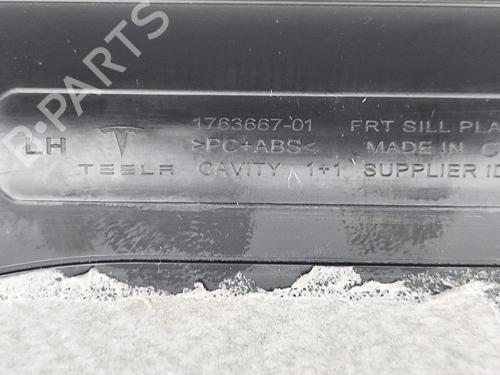 B-PARTS
LH TESLA
1763667-01 FRT SILL PLA
>PC+ABS< MADE IN C
CAVITY 1+1 SUPPLIER ID